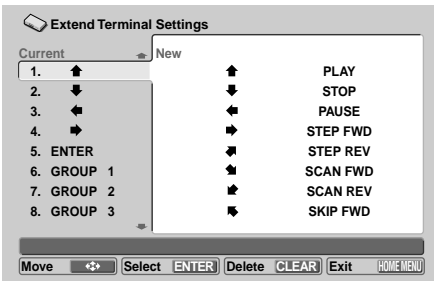 Extend Terminal Settings
Current New
1. ⬆ ⬆ PLAY
2. ⬇ ⬇ STOP
3. ⬅ ⬅ PAUSE
4. ➡ ➡ STEP FWD
5. ENTER ⬈ STEP REV
6. GROUP 1 ⬊ SCAN FWD
7. GROUP 2 ⬋ SCAN REV
8. GROUP 3 ⬉ SKIP FWD
Move Select ENTER Delete CLEAR Exit HOME MENU